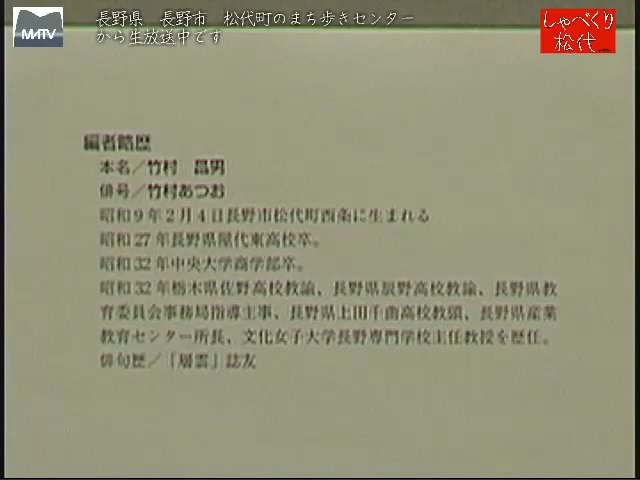 MATV
長野県 長野市 松代町のまち歩きセンター
から生放送中です
しゃべくり
松代
編者略歴
本名／竹村 昌男
俳号／竹村あつお
昭和9年2月4日長野市松代町西条に生まれる
昭和27年長野県屋代東高校卒。
昭和32年中央大学商学部卒。
昭和32年栃木県佐野高校教諭、長野県辰野高校教諭、長野県教
育委員会事務局指導主事、長野県上田千曲高校教頭、長野県産業
教育センター所長、文化女子大学長野専門学校主任教授を歴任。
俳句歴／「層雲」誌友